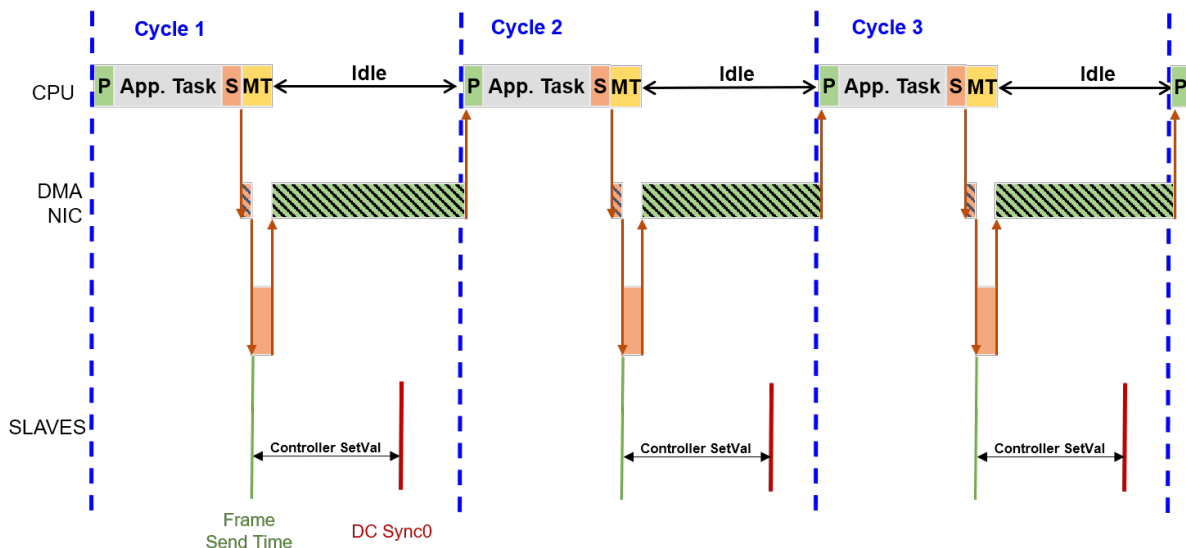 Cycle 1
Cycle 2
Cycle 3
CPU
P
App. Task
S
MT
Idle
P
App. Task
S
MT
Idle
P
App. Task
S
MT
Idle
P
DMA
NIC
SLAVES
Controller SetVal
Controller SetVal
Controller SetVal
Frame
Send Time
DC Sync0